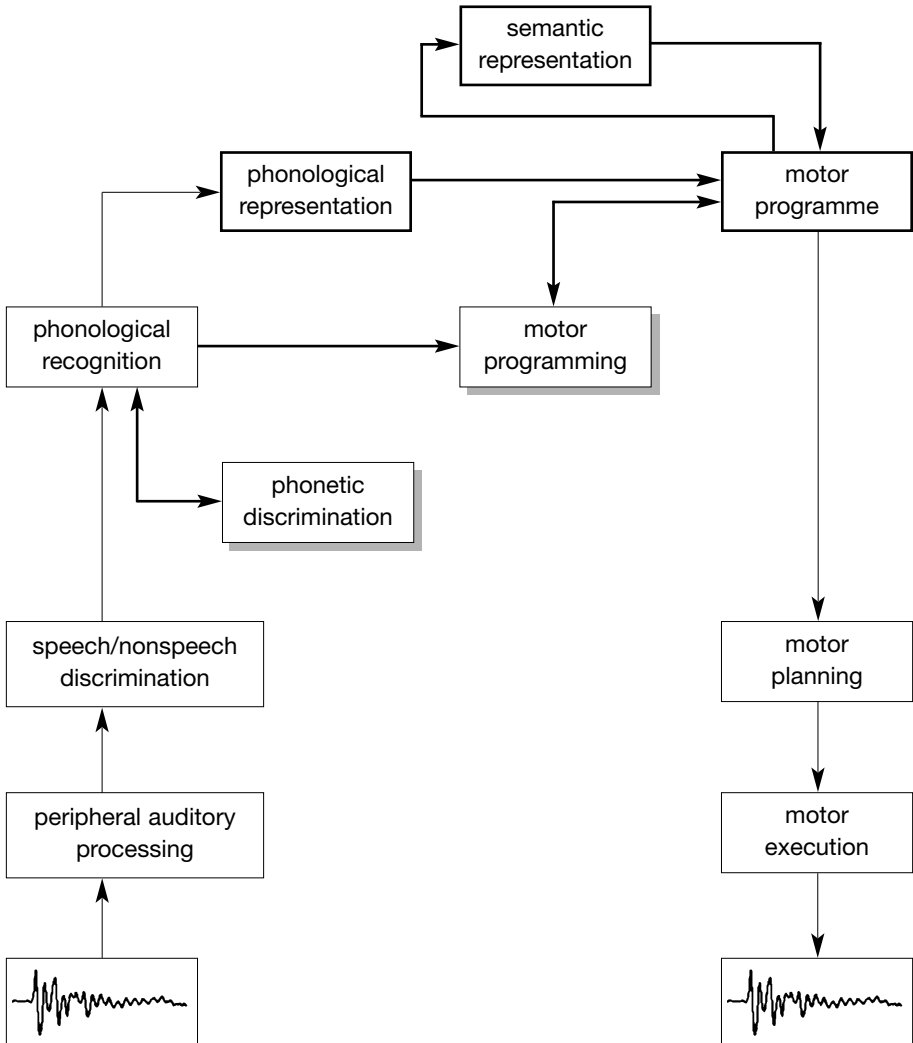 semantic
representation
phonological
representation
motor
programme
phonological
recognition
motor
programming
phonetic
discrimination
speech/nonspeech
discrimination
motor
planning
peripheral auditory
processing
motor
execution